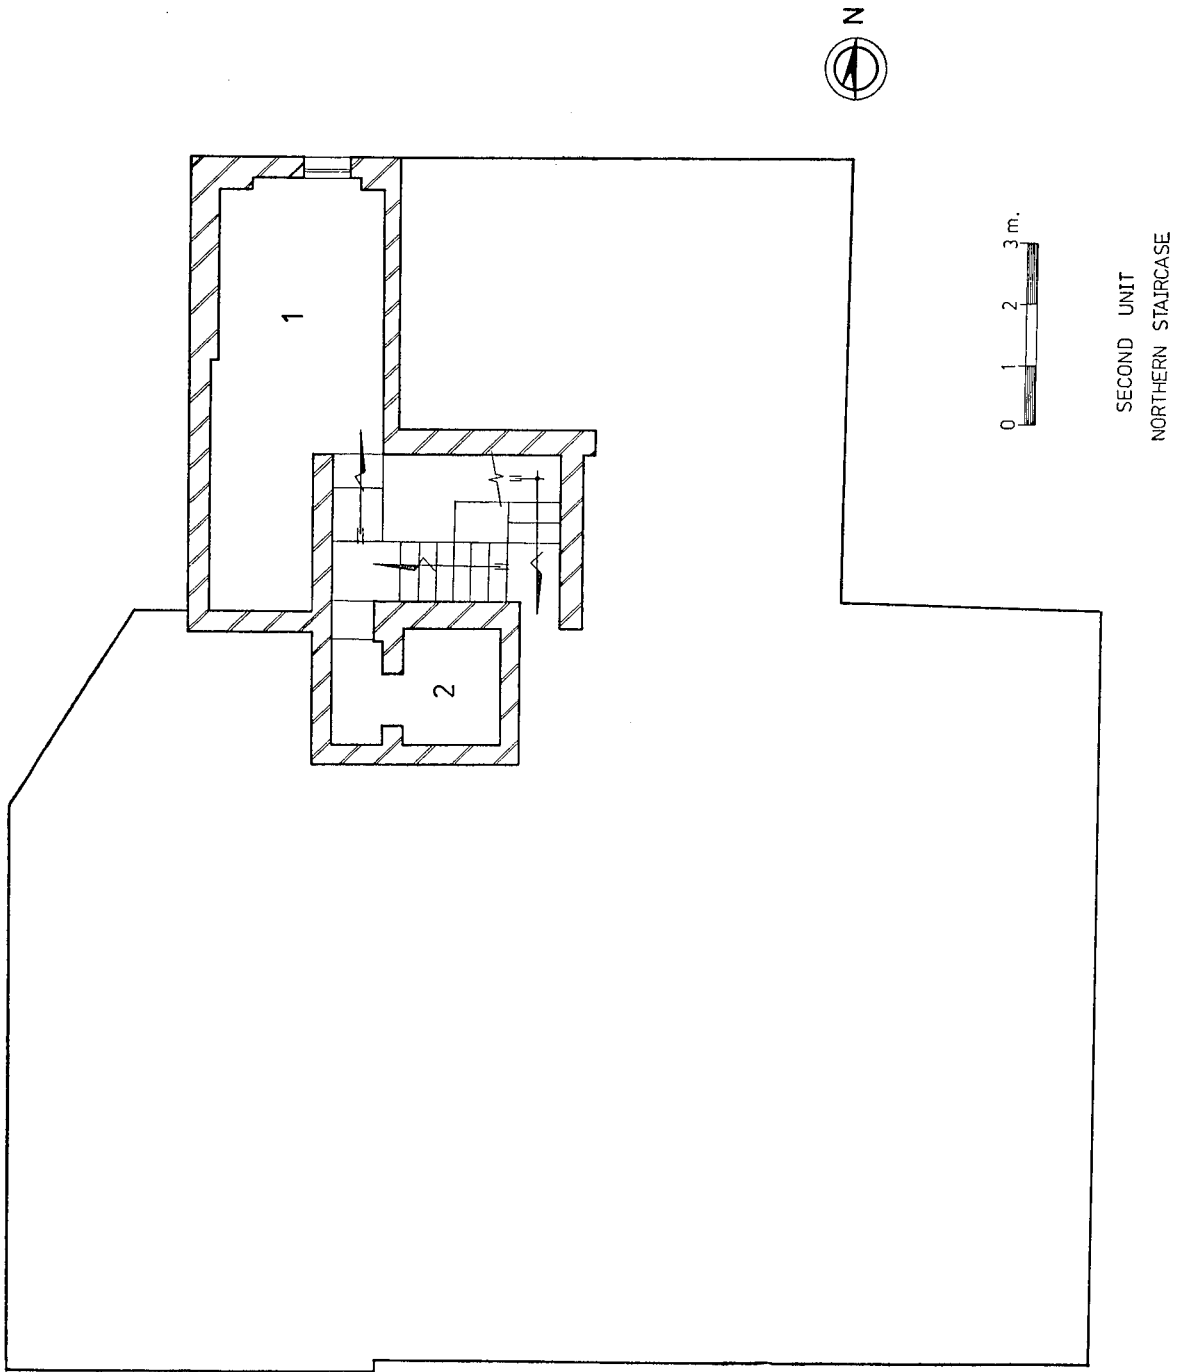 N
1
2
0 1 2 3 m.
SECOND UNIT
NORTHERN STAIRCASE